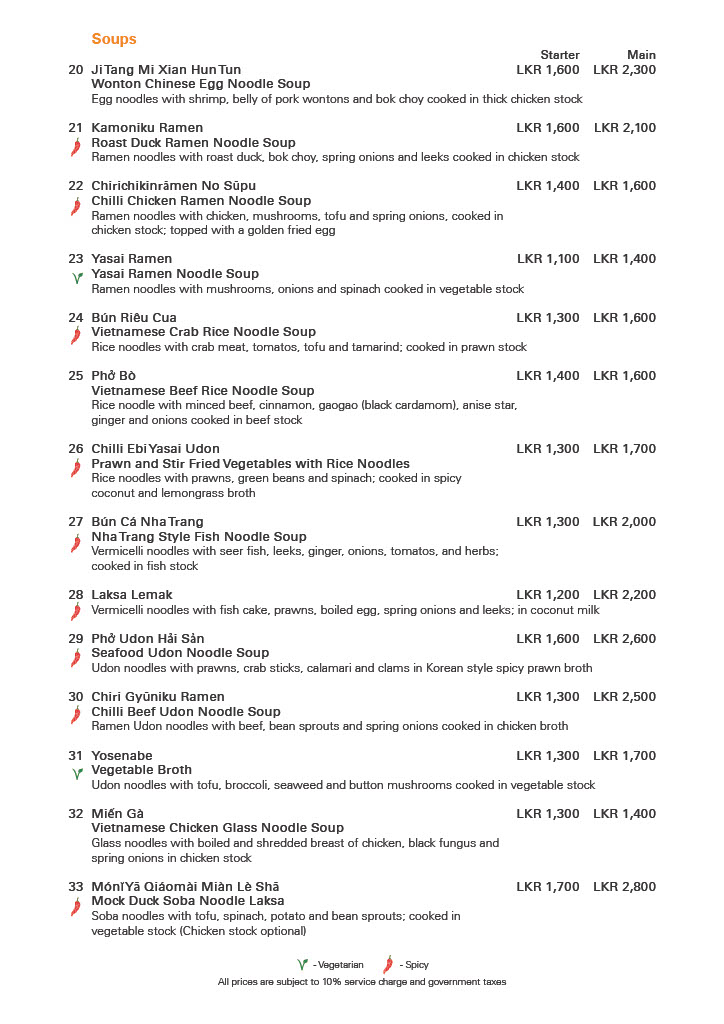 Soups
Starter Main
20 Ji Tang Mi Xian Hun Tun LKR 1,600 LKR 2,300
Wonton Chinese Egg Noodle Soup
Egg noodles with shrimp, belly of pork wontons and bok choy cooked in thick chicken stock
21 Kamoniku Ramen LKR 1,600 LKR 2,100
Roast Duck Ramen Noodle Soup
Ramen noodles with roast duck, bok choy, spring onions and leeks cooked in chicken stock
22 Chirichikinrāmen No Sūpu LKR 1,400 LKR 1,600
Chilli Chicken Ramen Noodle Soup
Ramen noodles with chicken, mushrooms, tofu and spring onions, cooked in
chicken stock; topped with a golden fried egg
23 Yasai Ramen LKR 1,100 LKR 1,400
Yasai Ramen Noodle Soup
Ramen noodles with mushrooms, onions and spinach cooked in vegetable stock
24 Bún Riêu Cua LKR 1,300 LKR 1,600
Vietnamese Crab Rice Noodle Soup
Rice noodles with crab meat, tomatos, tofu and tamarind; cooked in prawn stock
25 Phở Bò LKR 1,400 LKR 1,600
Vietnamese Beef Rice Noodle Soup
Rice noodle with minced beef, cinnamon, gaogao (black cardamom), anise star,
ginger and onions cooked in beef stock
26 Chilli Ebi Yasai Udon LKR 1,300 LKR 1,700
Prawn and Stir Fried Vegetables with Rice Noodles
Rice noodles with prawns, green beans and spinach; cooked in spicy
coconut and lemongrass broth
27 Bún Cá Nha Trang LKR 1,300 LKR 2,000
Nha Trang Style Fish Noodle Soup
Vermicelli noodles with seer fish, leeks, ginger, onions, tomatos, and herbs;
cooked in fish stock
28 Laksa Lemak LKR 1,200 LKR 2,200
Vermicelli noodles with fish cake, prawns, boiled egg, spring onions and leeks; in coconut milk
29 Phở Udon Hải Sản LKR 1,600 LKR 2,600
Seafood Udon Noodle Soup
Udon noodles with prawns, crab sticks, calamari and clams in Korean style spicy prawn broth
30 Chiri Gyūniku Ramen LKR 1,300 LKR 2,500
Chilli Beef Udon Noodle Soup
Ramen Udon noodles with beef, bean sprouts and spring onions cooked in chicken broth
31 Yosenabe LKR 1,300 LKR 1,700
Vegetable Broth
Udon noodles with tofu, broccoli, seaweed and button mushrooms cooked in vegetable stock
32 Miến Gà LKR 1,300 LKR 1,400
Vietnamese Chicken Glass Noodle Soup
Glass noodles with boiled and shredded breast of chicken, black fungus and
spring onions in chicken stock
33 Mónǐ Yā Qiáomài Miàn Lè Shā LKR 1,700 LKR 2,800
Mock Duck Soba Noodle Laksa
Soba noodles with tofu, spinach, potato and bean sprouts; cooked in
vegetable stock (Chicken stock optional)
- Vegetarian - Spicy
All prices are subject to 10% service charge and government taxes